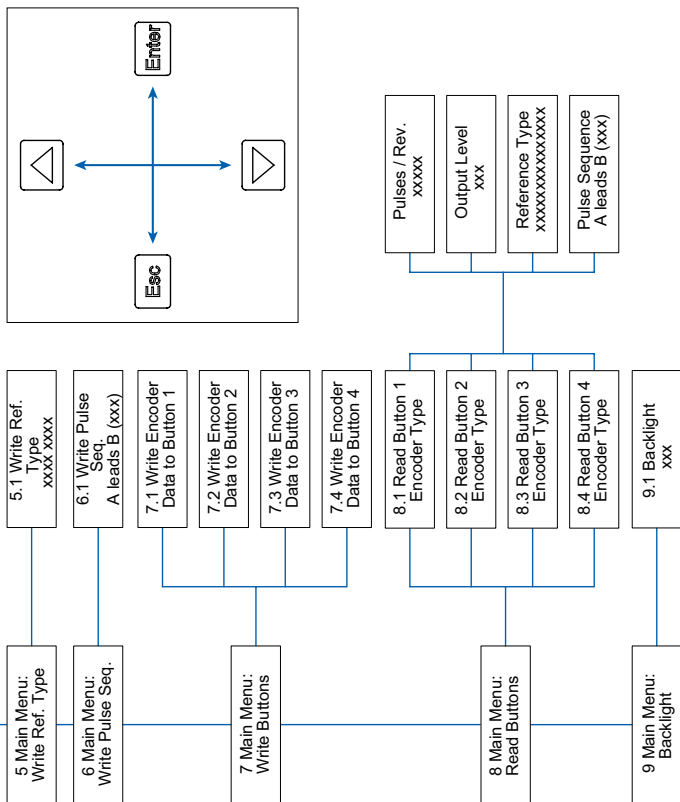 Esc
Enter
5 Main Menu:
Write Ref. Type
5.1 Write Ref.
Type
xxxx xxxx
6 Main Menu:
Write Pulse Seq.
6.1 Write Pulse
Seq.
A leads B (xxx)
7 Main Menu:
Write Buttons
7.1 Write Encoder
Data to Button 1
7.2 Write Encoder
Data to Button 2
7.3 Write Encoder
Data to Button 3
7.4 Write Encoder
Data to Button 4
8 Main Menu:
Read Buttons
8.1 Read Button 1
Encoder Type
8.2 Read Button 2
Encoder Type
8.3 Read Button 3
Encoder Type
8.4 Read Button 4
Encoder Type
Pulses / Rev.
xxxxx
Output Level
xxx
Reference Type
xxxxxxxxxxxxxxxxx
Pulse Sequence
A leads B (xxx)
9 Main Menu:
Backlight
9.1 Backlight
xxx